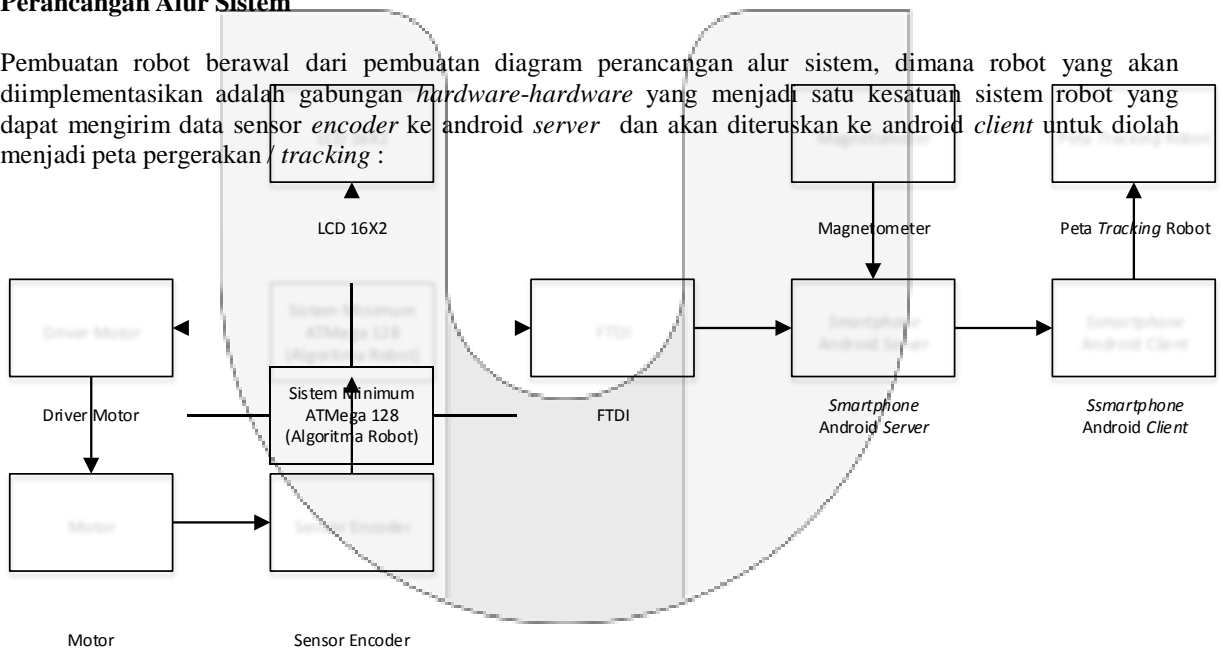 Perancangan Alur Sistem
Pembuatan robot berawal dari pembuatan diagram perancangan alur sistem, dimana robot yang akan
diimplementasikan adalah gabungan hardware-hardware yang menjadi satu kesatuan sistem robot yang
dapat mengirim data sensor encoder ke android server dan akan diteruskan ke android client untuk diolah
menjadi peta pergerakan / tracking :
LCD 16X2
Magnetometer
Peta Tracking Robot
Sistem Minimum
ATMega 128
(Algoritma Robot)
Driver Motor
FTDI
Smartphone
Android Server
Ssmartphone
Android Client
Motor
Sensor Encoder